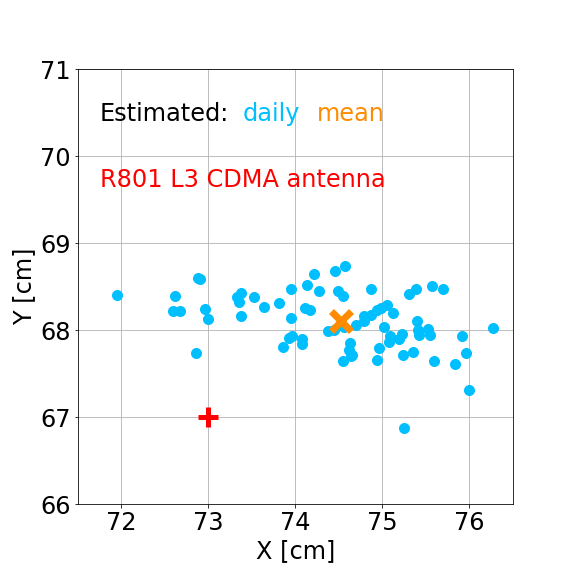 71
Estimated: daily mean
70
R801 L3 CDMA antenna
69
Y [cm]
68
67
66
72 73 74 75 76
X [cm]